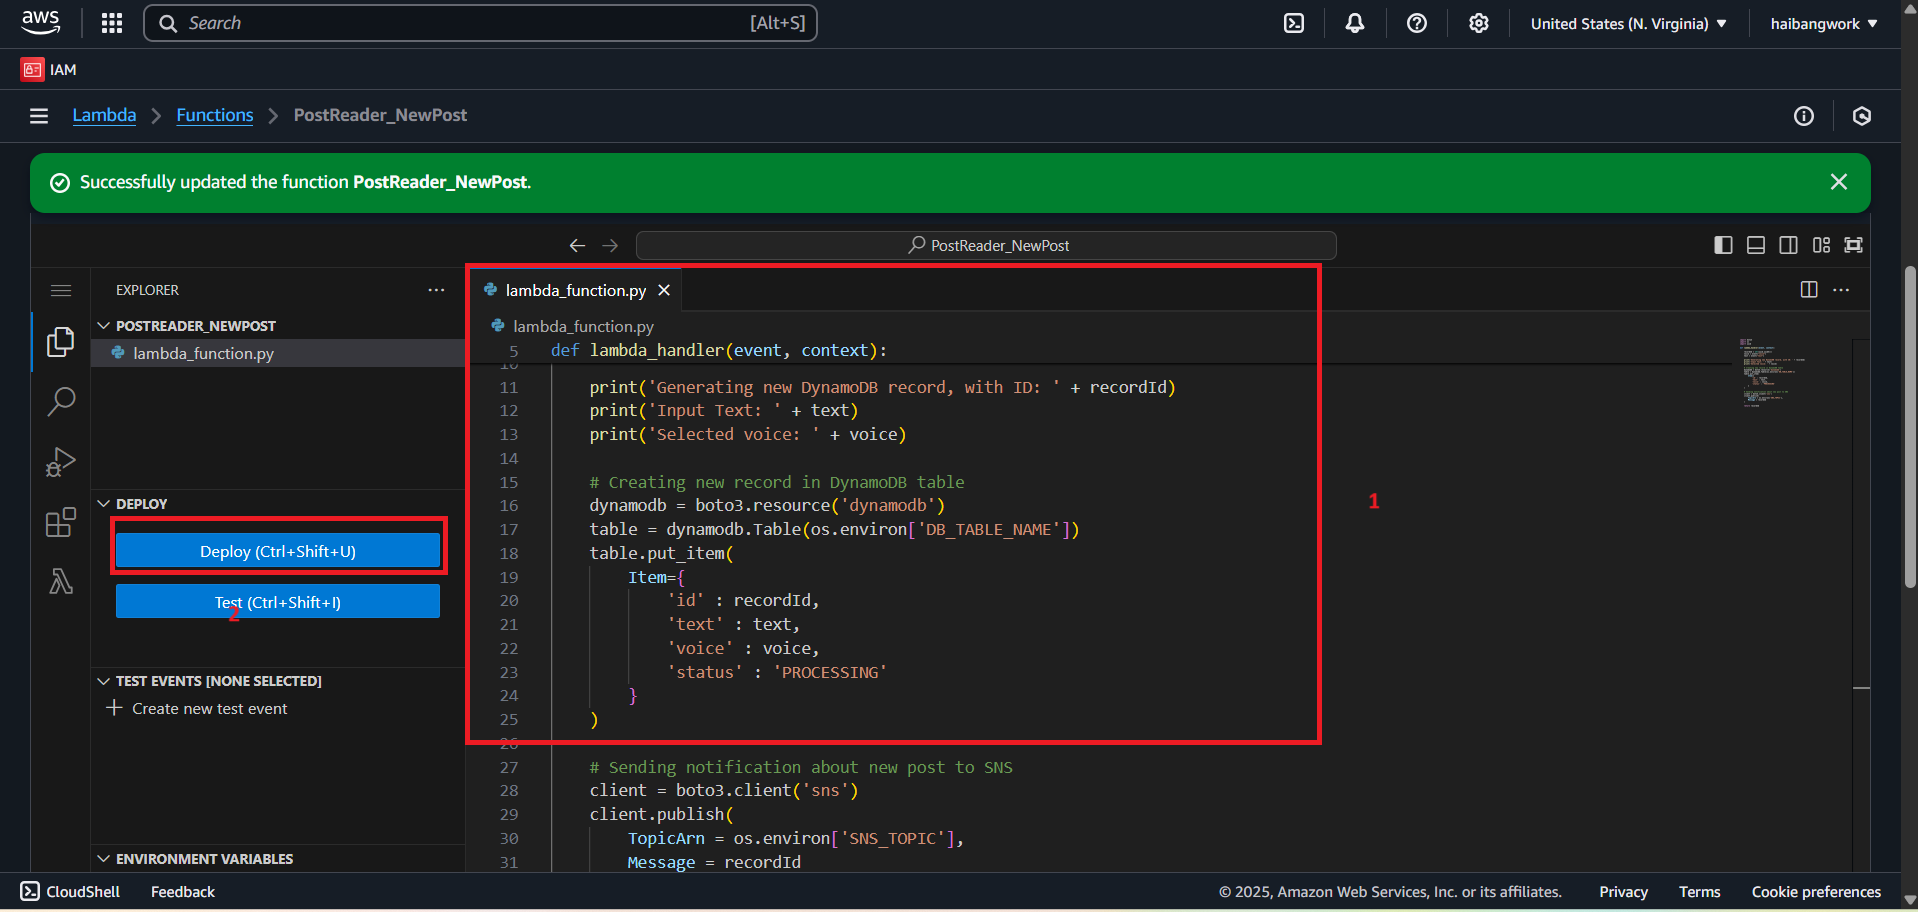 aws
Search [Alt+S]
United States (N. Virginia)
haibangwork
IAM
Lambda
Functions
PostReader_NewPost
Successfully updated the function PostReader_NewPost.
PostReader_NewPost
EXPLORER
POSTREADER_NEWPOST
lambda_function.py
DEPLOY
Deploy (Ctrl+Shift+U)
Test (Ctrl+Shift+I)
2
TEST EVENTS [NONE SELECTED]
Create new test event
ENVIRONMENT VARIABLES
lambda_function.py
lambda_function.py
5 def lambda_handler(event, context):
10
11 print('Generating new DynamoDB record, with ID: ' + recordId)
12 print('Input Text: ' + text)
13 print('Selected voice: ' + voice)
14
15 # Creating new record in DynamoDB table
16 dynamodb = boto3.resource('dynamodb')
17 table = dynamodb.Table(os.environ['DB_TABLE_NAME'])
18 table.put_item(
19 Item={
20 'id' : recordId,
21 'text' : text,
22 'voice' : voice,
23 'status' : 'PROCESSING'
24 }
25 )
26
27 # Sending notification about new post to SNS
28 client = boto3.client('sns')
29 client.publish(
30 TopicArn = os.environ['SNS_TOPIC'],
31 Message = recordId
1
CloudShell
Feedback
© 2025, Amazon Web Services, Inc. or its affiliates.
Privacy
Terms
Cookie preferences